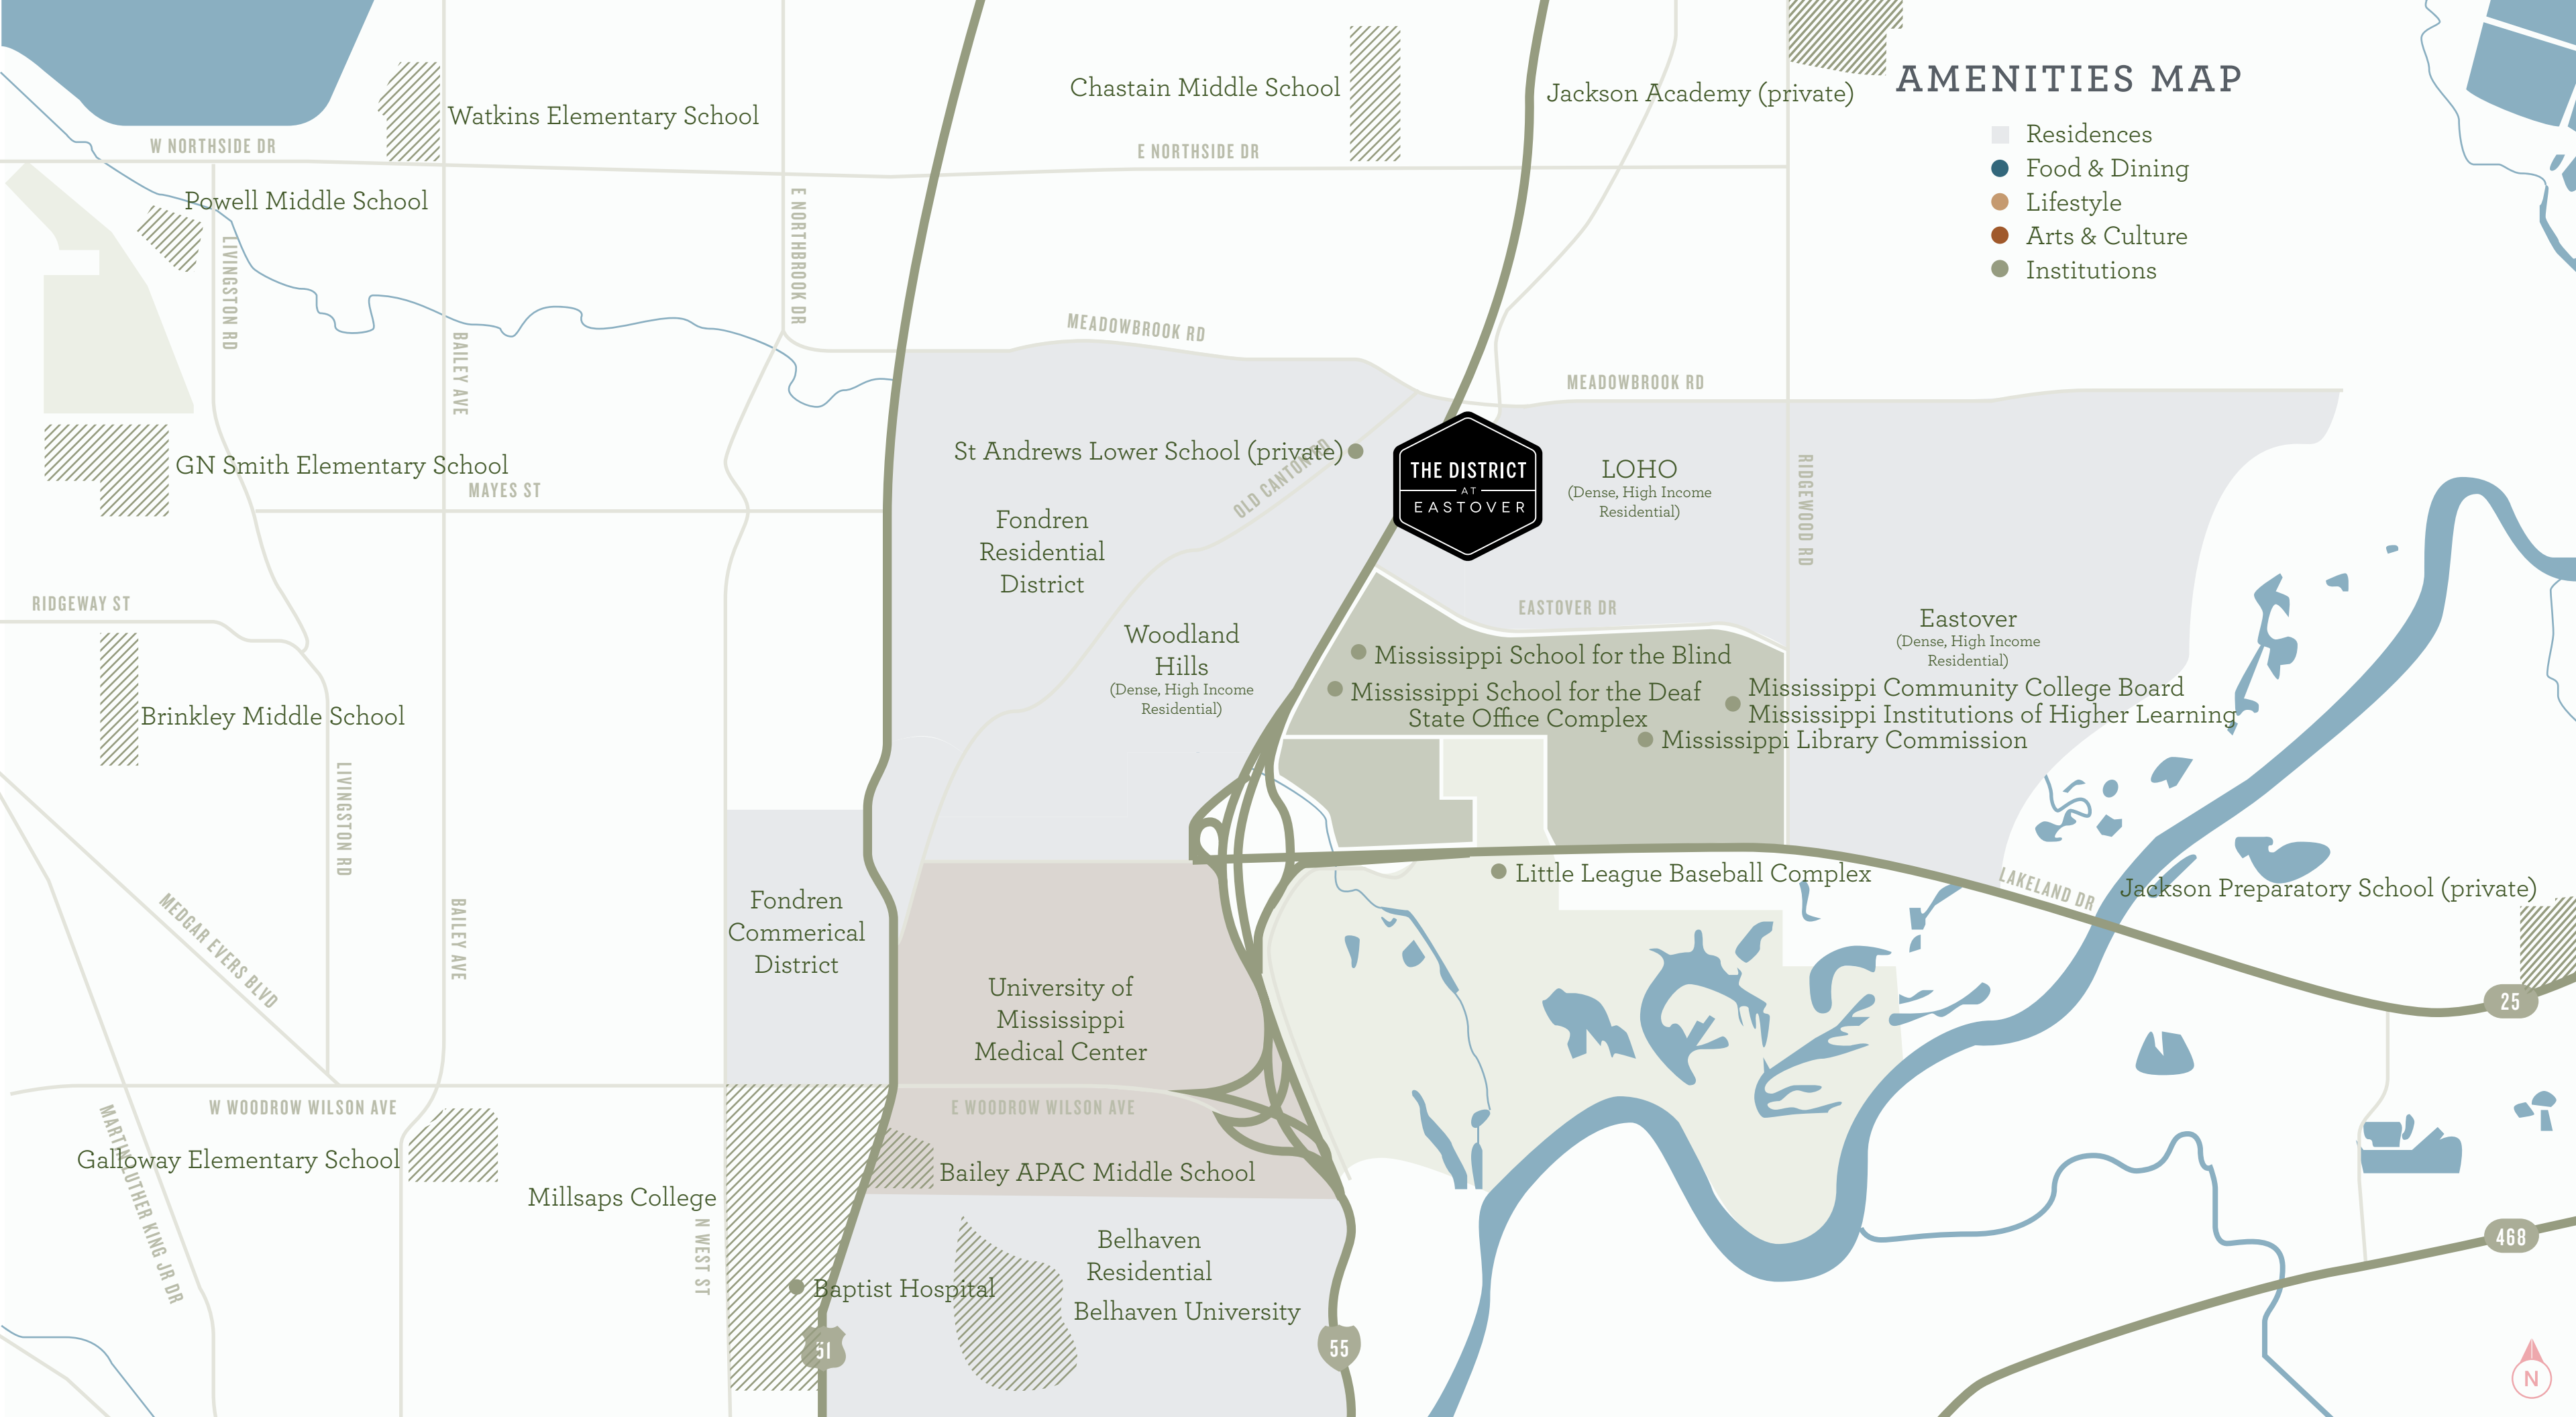 AMENITIES MAP
Residences
Food & Dining
Lifestyle
Arts & Culture
Institutions
Chastain Middle School
Jackson Academy (private)
Watkins Elementary School
W NORTHSIDE DR
E NORTHSIDE DR
Powell Middle School
LIVINGSTON RD
E NORTHBROOK DR
BAILEY AVE
MEADOWBROOK RD
MEADOWBROOK RD
St Andrews Lower School (private)
OLD CANTON RD
THE DISTRICT
AT
EASTOVER
LOHO
(Dense, High Income
Residential)
RIDGEWOOD RD
GN Smith Elementary School
MAYES ST
Fondren
Residential
District
RIDGEWAY ST
EASTOVER DR
Eastover
(Dense, High Income
Residential)
Woodland
Hills
(Dense, High Income
Residential)
Mississippi School for the Blind
Mississippi School for the Deaf
State Office Complex
Mississippi Community College Board
Mississippi Institutions of Higher Learning
Mississippi Library Commission
Brinkley Middle School
LIVINGSTON RD
MEDGAR EVERS BLVD
BAILEY AVE
Fondren
Commerical
District
Little League Baseball Complex
LAKELAND DR
Jackson Preparatory School (private)
25
University of
Mississippi
Medical Center
W WOODROW WILSON AVE
E WOODROW WILSON AVE
MARTIN LUTHER KING JR DR
Galloway Elementary School
Millsaps College
N WEST ST
Bailey APAC Middle School
Belhaven
Residential
Baptist Hospital
Belhaven University
51
55
468
N